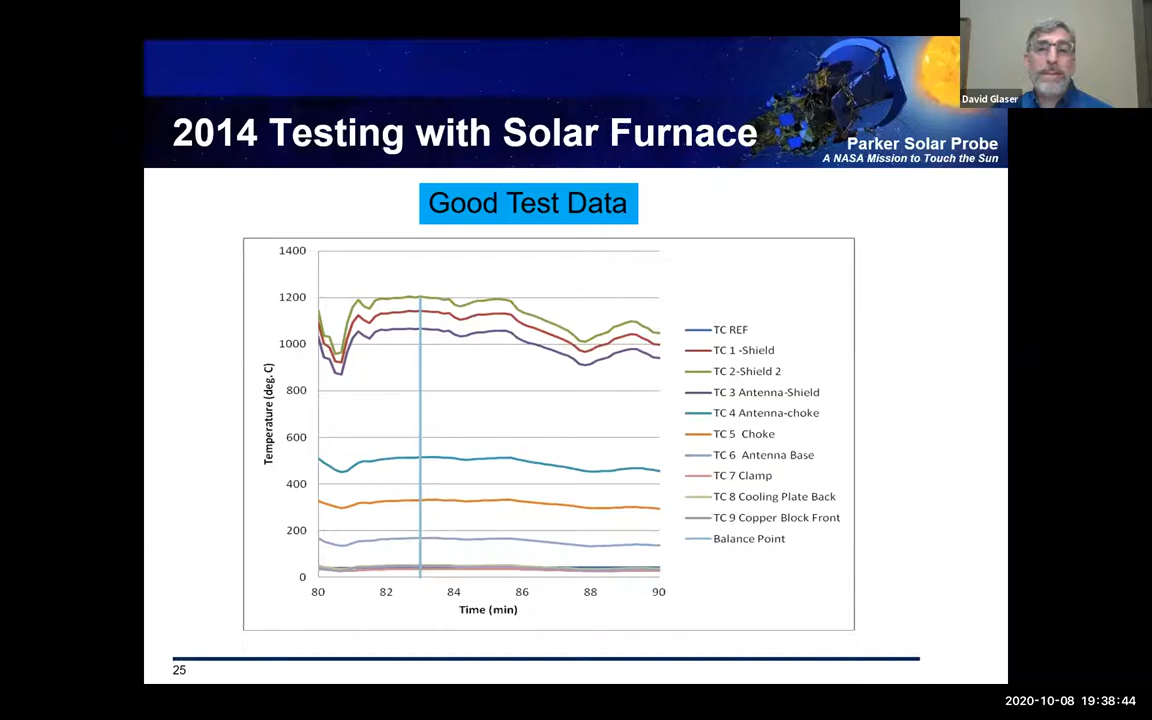 David Glaser
2014 Testing with Solar Furnace
Parker Solar Probe
A NASA Mission to Touch the Sun
Good Test Data
1400
1200
1000
800
600
400
200
0
Temperature (deg. C)
80 82 84 86 88 90
Time (min)
TC REF
TC 1 -Shield
TC 2-Shield 2
TC 3 Antenna-Shield
TC 4 Antenna-choke
TC 5 Choke
TC 6 Antenna Base
TC 7 Clamp
TC 8 Cooling Plate Back
TC 9 Copper Block Front
Balance Point
25
2020-10-08 19:38:44